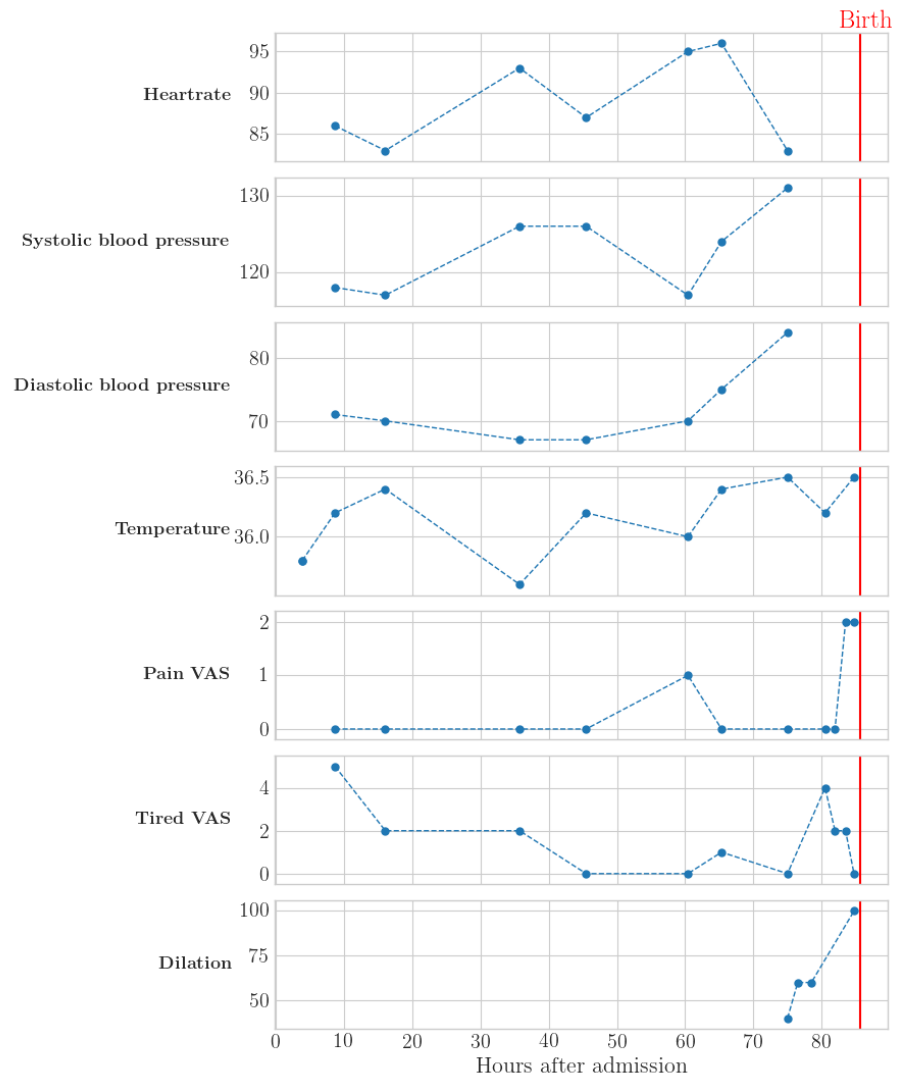 Birth
Heartrate
95
90
85
Systolic blood pressure
130
120
Diastolic blood pressure
80
70
Temperature
36.5
36.0
Pain VAS
2
1
0
Tired VAS
4
2
0
Dilation
100
75
50
0 10 20 30 40 50 60 70 80
Hours after admission